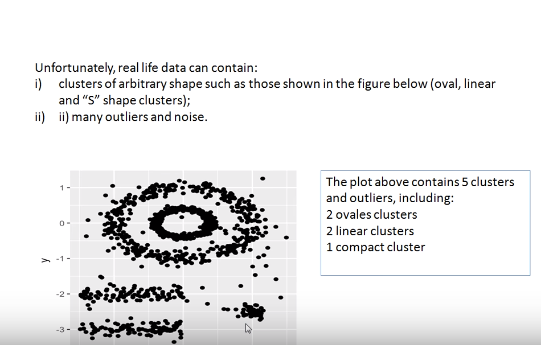 Unfortunately, real life data can contain:
i) clusters of arbitrary shape such as those shown in the figure below (oval, linear
and “S” shape clusters);
ii) ii) many outliers and noise.
The plot above contains 5 clusters
and outliers, including:
2 ovales clusters
2 linear clusters
1 compact cluster
1
0
-1
-2
-3
y